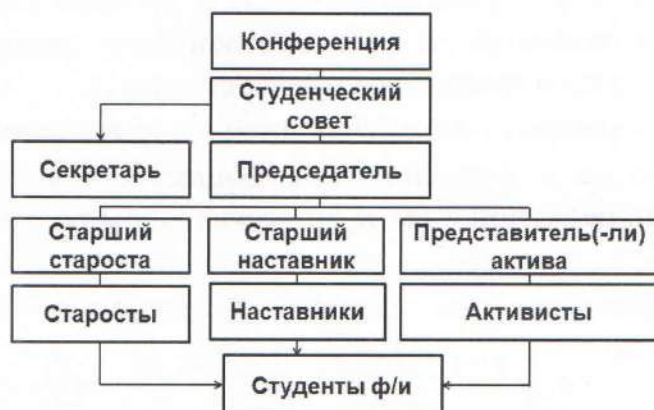 Конференция
Студенческий
совет
Секретарь
Председатель
Старший
староста
Старший
наставник
Представитель(-ли)
актива
Старосты
Наставники
Активисты
Студенты ф/и